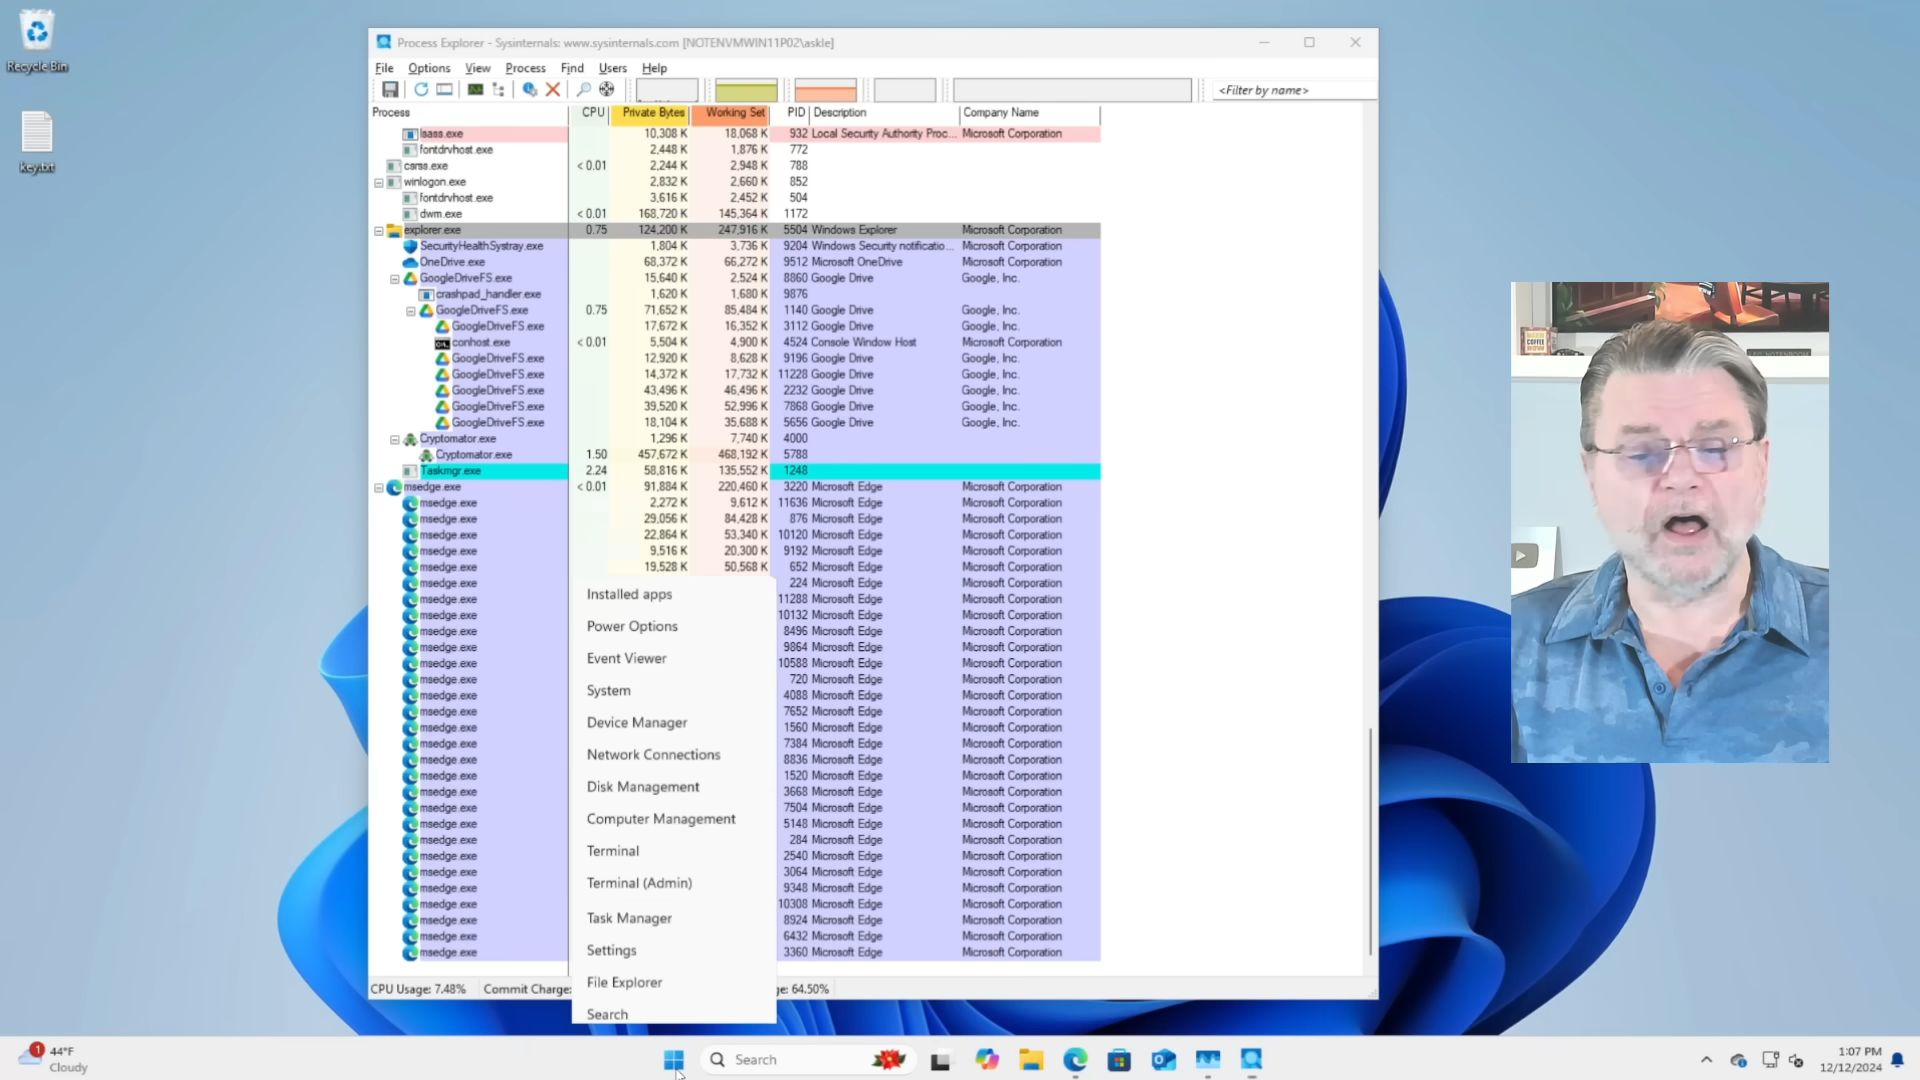 Recycle Bin
key.txt
Process Explorer - Sysinternals: www.sysinternals.com [NOTENVMWIN11P02\askle]
File Options View Process Find Users Help
<Filter by name>
Process CPU Private Bytes Working Set PID Description Company Name
lsass.exe 10,308 K 18,068 K 932 Local Security Authority Proc... Microsoft Corporation
fontdrvhost.exe 2,448 K 1,876 K 772
csrss.exe < 0.01 2,244 K 2,948 K 788
winlogon.exe 2,832 K 2,660 K 852
fontdrvhost.exe 3,616 K 2,452 K 504
dwm.exe < 0.01 168,720 K 145,364 K 1172
explorer.exe 0.75 124,200 K 247,916 K 5504 Windows Explorer Microsoft Corporation
SecurityHealthSystray.exe 1,804 K 3,736 K 9204 Windows Security notificatio... Microsoft Corporation
OneDrive.exe 68,372 K 66,272 K 9512 Microsoft OneDrive Microsoft Corporation
GoogleDriveFS.exe 15,640 K 2,524 K 8860 Google Drive Google, Inc.
crashpad_handler.exe 1,620 K 1,680 K 9876
GoogleDriveFS.exe 0.75 71,652 K 85,484 K 1140 Google Drive Google, Inc.
GoogleDriveFS.exe 17,672 K 16,352 K 3112 Google Drive Google, Inc.
conhost.exe < 0.01 5,504 K 4,900 K 4524 Console Window Host Microsoft Corporation
GoogleDriveFS.exe 12,920 K 8,628 K 9196 Google Drive Google, Inc.
GoogleDriveFS.exe 14,372 K 17,732 K 11228 Google Drive Google, Inc.
GoogleDriveFS.exe 43,496 K 46,496 K 2232 Google Drive Google, Inc.
GoogleDriveFS.exe 39,520 K 52,996 K 7868 Google Drive Google, Inc.
GoogleDriveFS.exe 18,104 K 35,688 K 5656 Google Drive Google, Inc.
Cryptomator.exe 1,296 K 7,740 K 4000
Cryptomator.exe 1.50 457,672 K 468,192 K 5788
Taskmgr.exe 2.24 58,816 K 135,552 K 1248
msedge.exe < 0.01 91,884 K 220,460 K 3220 Microsoft Edge Microsoft Corporation
msedge.exe 2,272 K 9,612 K 11636 Microsoft Edge Microsoft Corporation
msedge.exe 29,056 K 84,428 K 876 Microsoft Edge Microsoft Corporation
msedge.exe 22,864 K 53,340 K 10120 Microsoft Edge Microsoft Corporation
msedge.exe 9,516 K 20,300 K 9192 Microsoft Edge Microsoft Corporation
msedge.exe 19,528 K 50,568 K 652 Microsoft Edge Microsoft Corporation
msedge.exe 224 Microsoft Edge Microsoft Corporation
msedge.exe 11288 Microsoft Edge Microsoft Corporation
msedge.exe 10132 Microsoft Edge Microsoft Corporation
msedge.exe 8496 Microsoft Edge Microsoft Corporation
msedge.exe 9864 Microsoft Edge Microsoft Corporation
msedge.exe 10588 Microsoft Edge Microsoft Corporation
msedge.exe 720 Microsoft Edge Microsoft Corporation
msedge.exe 4088 Microsoft Edge Microsoft Corporation
msedge.exe 7652 Microsoft Edge Microsoft Corporation
msedge.exe 1560 Microsoft Edge Microsoft Corporation
msedge.exe 7384 Microsoft Edge Microsoft Corporation
msedge.exe 8836 Microsoft Edge Microsoft Corporation
msedge.exe 1520 Microsoft Edge Microsoft Corporation
msedge.exe 3668 Microsoft Edge Microsoft Corporation
msedge.exe 7504 Microsoft Edge Microsoft Corporation
msedge.exe 5148 Microsoft Edge Microsoft Corporation
msedge.exe 284 Microsoft Edge Microsoft Corporation
msedge.exe 2540 Microsoft Edge Microsoft Corporation
msedge.exe 3064 Microsoft Edge Microsoft Corporation
msedge.exe 9348 Microsoft Edge Microsoft Corporation
msedge.exe 10308 Microsoft Edge Microsoft Corporation
msedge.exe 8924 Microsoft Edge Microsoft Corporation
msedge.exe 6432 Microsoft Edge Microsoft Corporation
msedge.exe 3360 Microsoft Edge Microsoft Corporation
Installed apps
Power Options
Event Viewer
System
Device Manager
Network Connections
Disk Management
Computer Management
Terminal
Terminal (Admin)
Task Manager
Settings
File Explorer
Search
CPU Usage: 7.48% Commit Charge: ge: 64.50%
1
44°F
Cloudy
Search
1:07 PM
12/12/2024